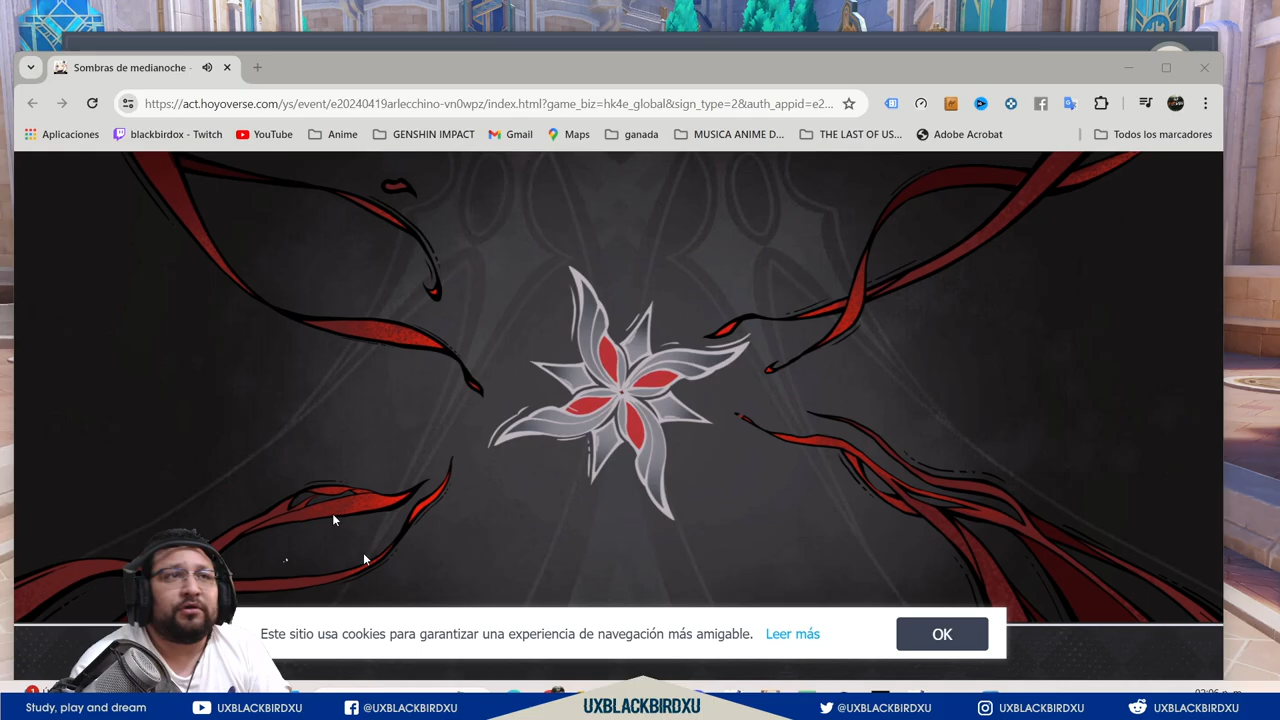 Sombras de medianoche -
https://act.hoyoverse.com/ys/event/e20240419arlecchino-vn0wpz/index.html?game_biz=hk4e_global&sign_type=2&auth_appid=e2...
Aplicaciones blackbirdox - Twitch YouTube Anime GENSHIN IMPACT Gmail Maps ganada MUSICA ANIME D... THE LAST OF US... Adobe Acrobat Todos los marcadores
Este sitio usa cookies para garantizar una experiencia de navegación más amigable. Leer más OK
Study, play and dream UXBLACKBIRDXU @UXBLACKBIRDXU UXBLACKBIRDXU @UXBLACKBIRDXU UXBLACKBIRDXU UXBLACKBIRDXU